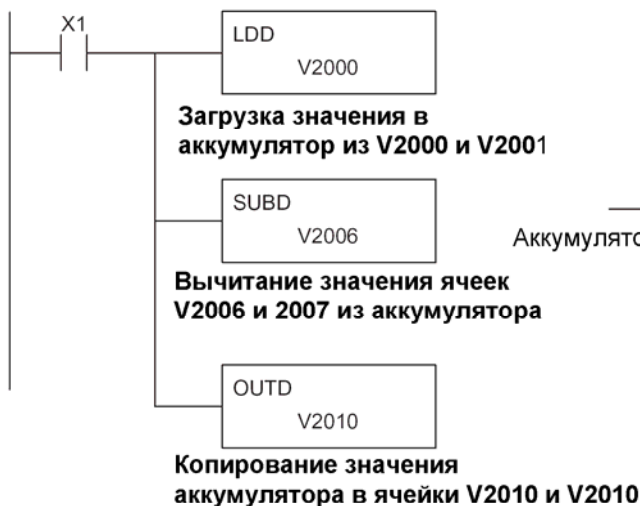 X1
LDD
V2000
Загрузка значения в
аккумулятор из V2000 и V2001
SUBD
V2006
Вычитание значения ячеек
V2006 и 2007 из аккумулятора
OUTD
V2010
Копирование значения
аккумулятора в ячейки V2010 и V2010